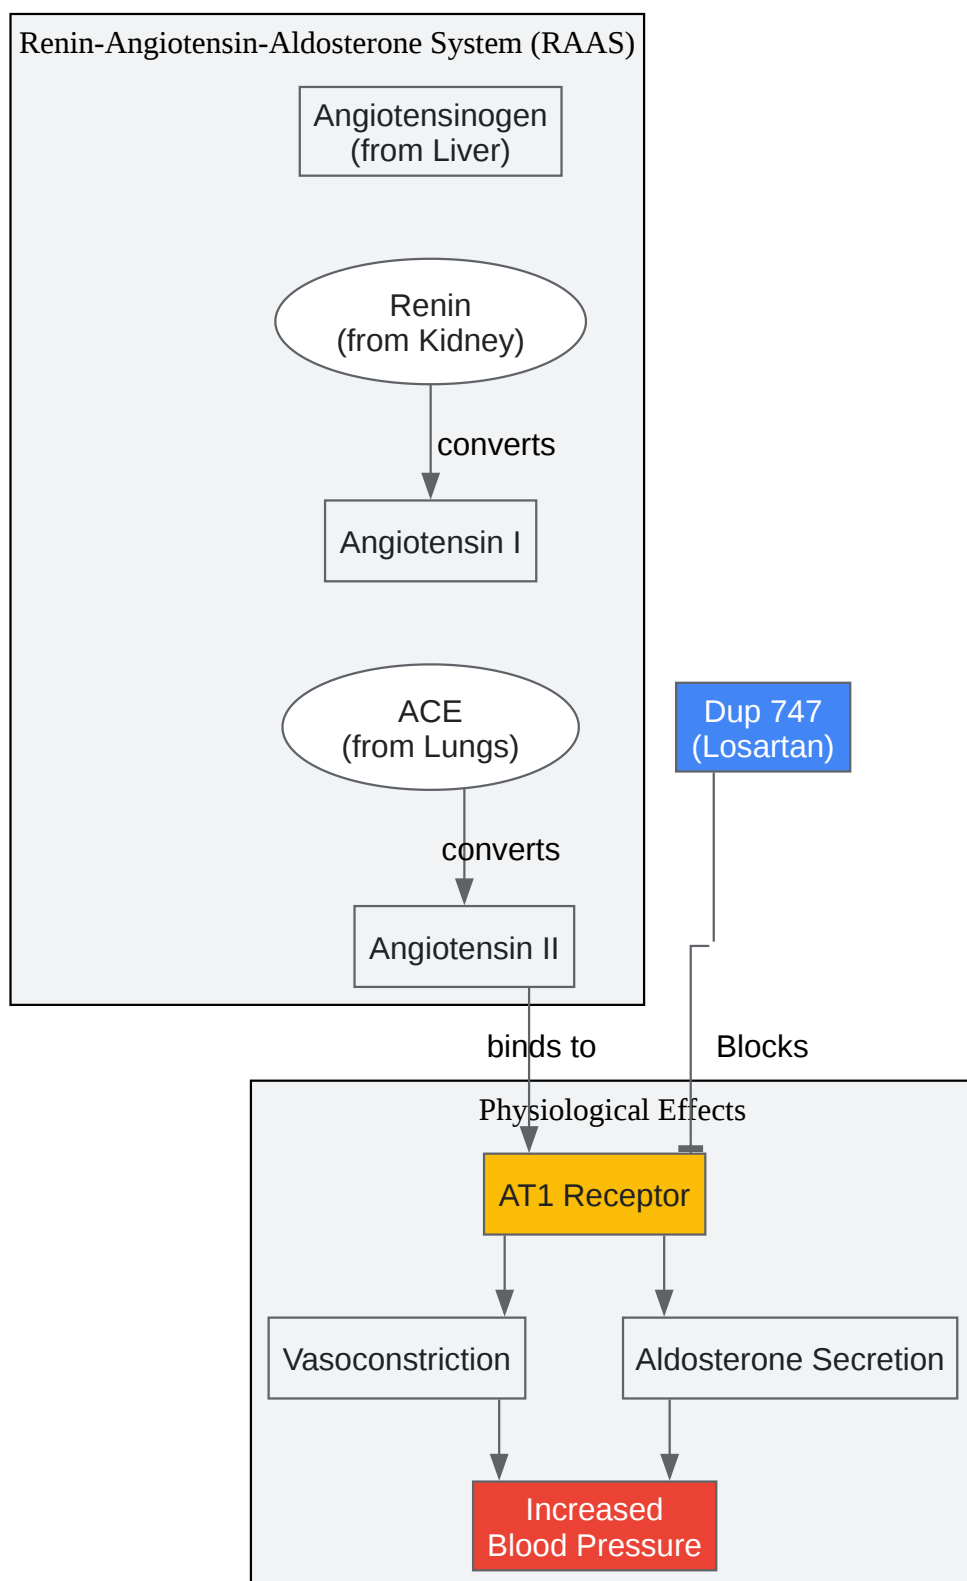 Renin-Angiotensin-Aldosterone System (RAAS)
Angiotensinogen
(from Liver)
Renin
(from Kidney)
converts
Angiotensin I
ACE
(from Lungs)
Dup 747
(Losartan)
converts
Angiotensin II
binds to
Blocks
Physiological Effects
AT1 Receptor
Vasoconstriction
Aldosterone Secretion
Increased
Blood Pressure